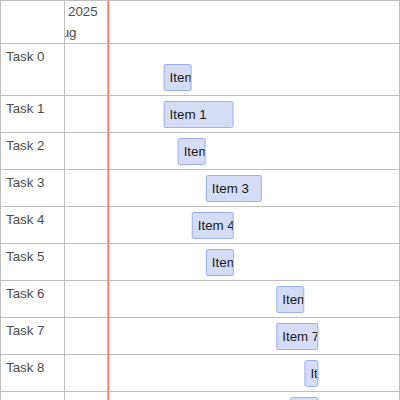 2025
ug
Task 0
Iten
Task 1
Item 1
Task 2
Iten
Task 3
Item 3
Task 4
Item 4
Task 5
Iten
Task 6
Iten
Task 7
Item 7
Task 8
It